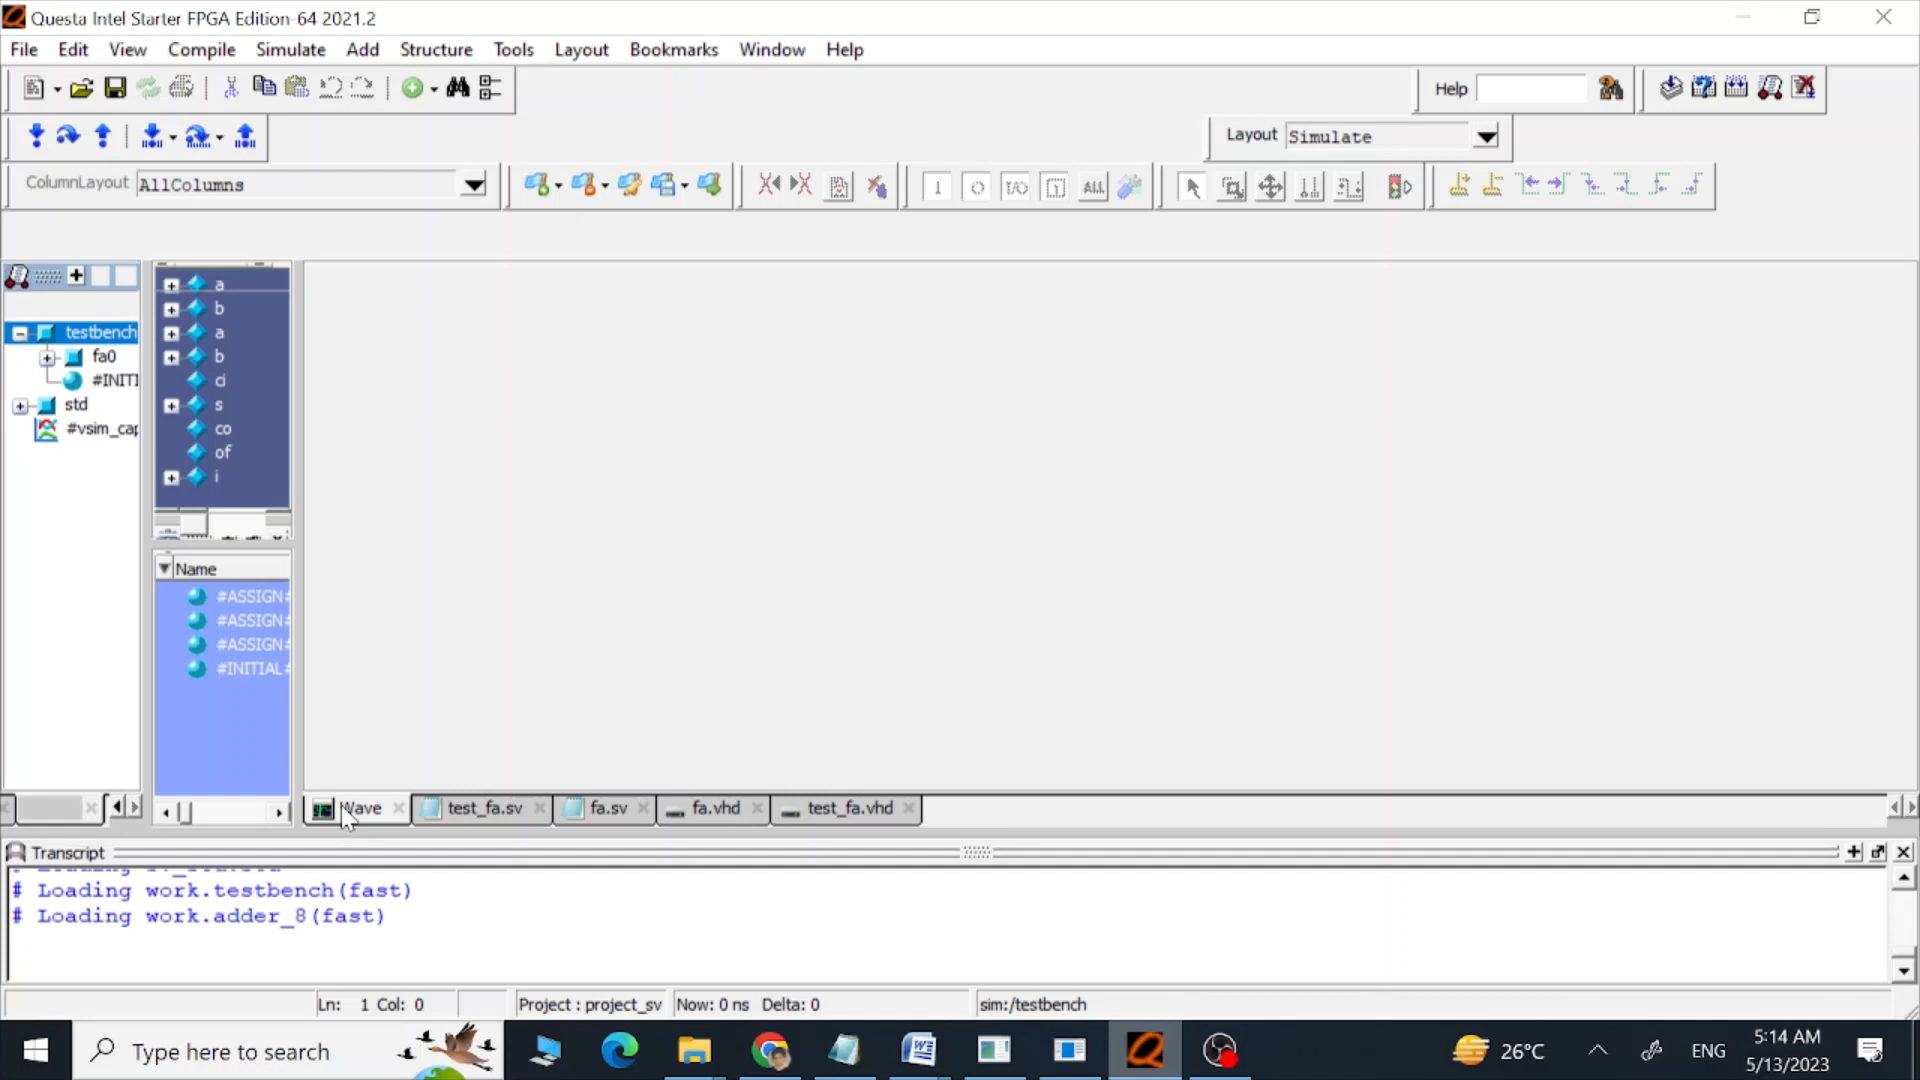 Questa Intel Starter FPGA Edition-64 2021.2
File Edit View Compile Simulate Add Structure Tools Layout Bookmarks Window Help
Help
Layout Simulate
ColumnLayout AllColumns
I/O ALL
testbench
fa0
#INITI
std
#vsim_cap
a
b
a
b
ci
s
co
of
i
Name
#ASSIGN#
#ASSIGN#
#ASSIGN#
#INITIAL#
Wave test_fa.sv fa.sv fa.vhd test_fa.vhd
Transcript
# Loading work.testbench(fast)
# Loading work.adder_8(fast)
Ln: 1 Col: 0 Project : project_sv Now: 0 ns Delta: 0 sim:/testbench
Type here to search
26°C ENG
5:14 AM
5/13/2023